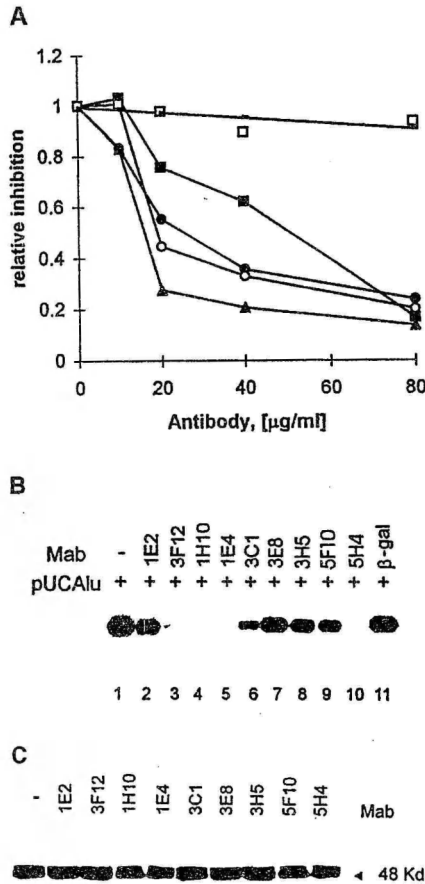 A
1.2
1
0.8
0.6
0.4
0.2
0
relative inhibition
0 20 40 60 80
Antibody, [µg/ml]
B
Mab - 1E2 3F12 1H10 1E4 3C1 3E8 3H5 5F10 5H4 β-gal
pUCAlu + + + + + + + + + + +
1 2 3 4 5 6 7 8 9 10 11
C
- 1E2 3F12 1H10 1E4 3C1 3E8 3H5 5F10 5H4 Mab
48 Kd